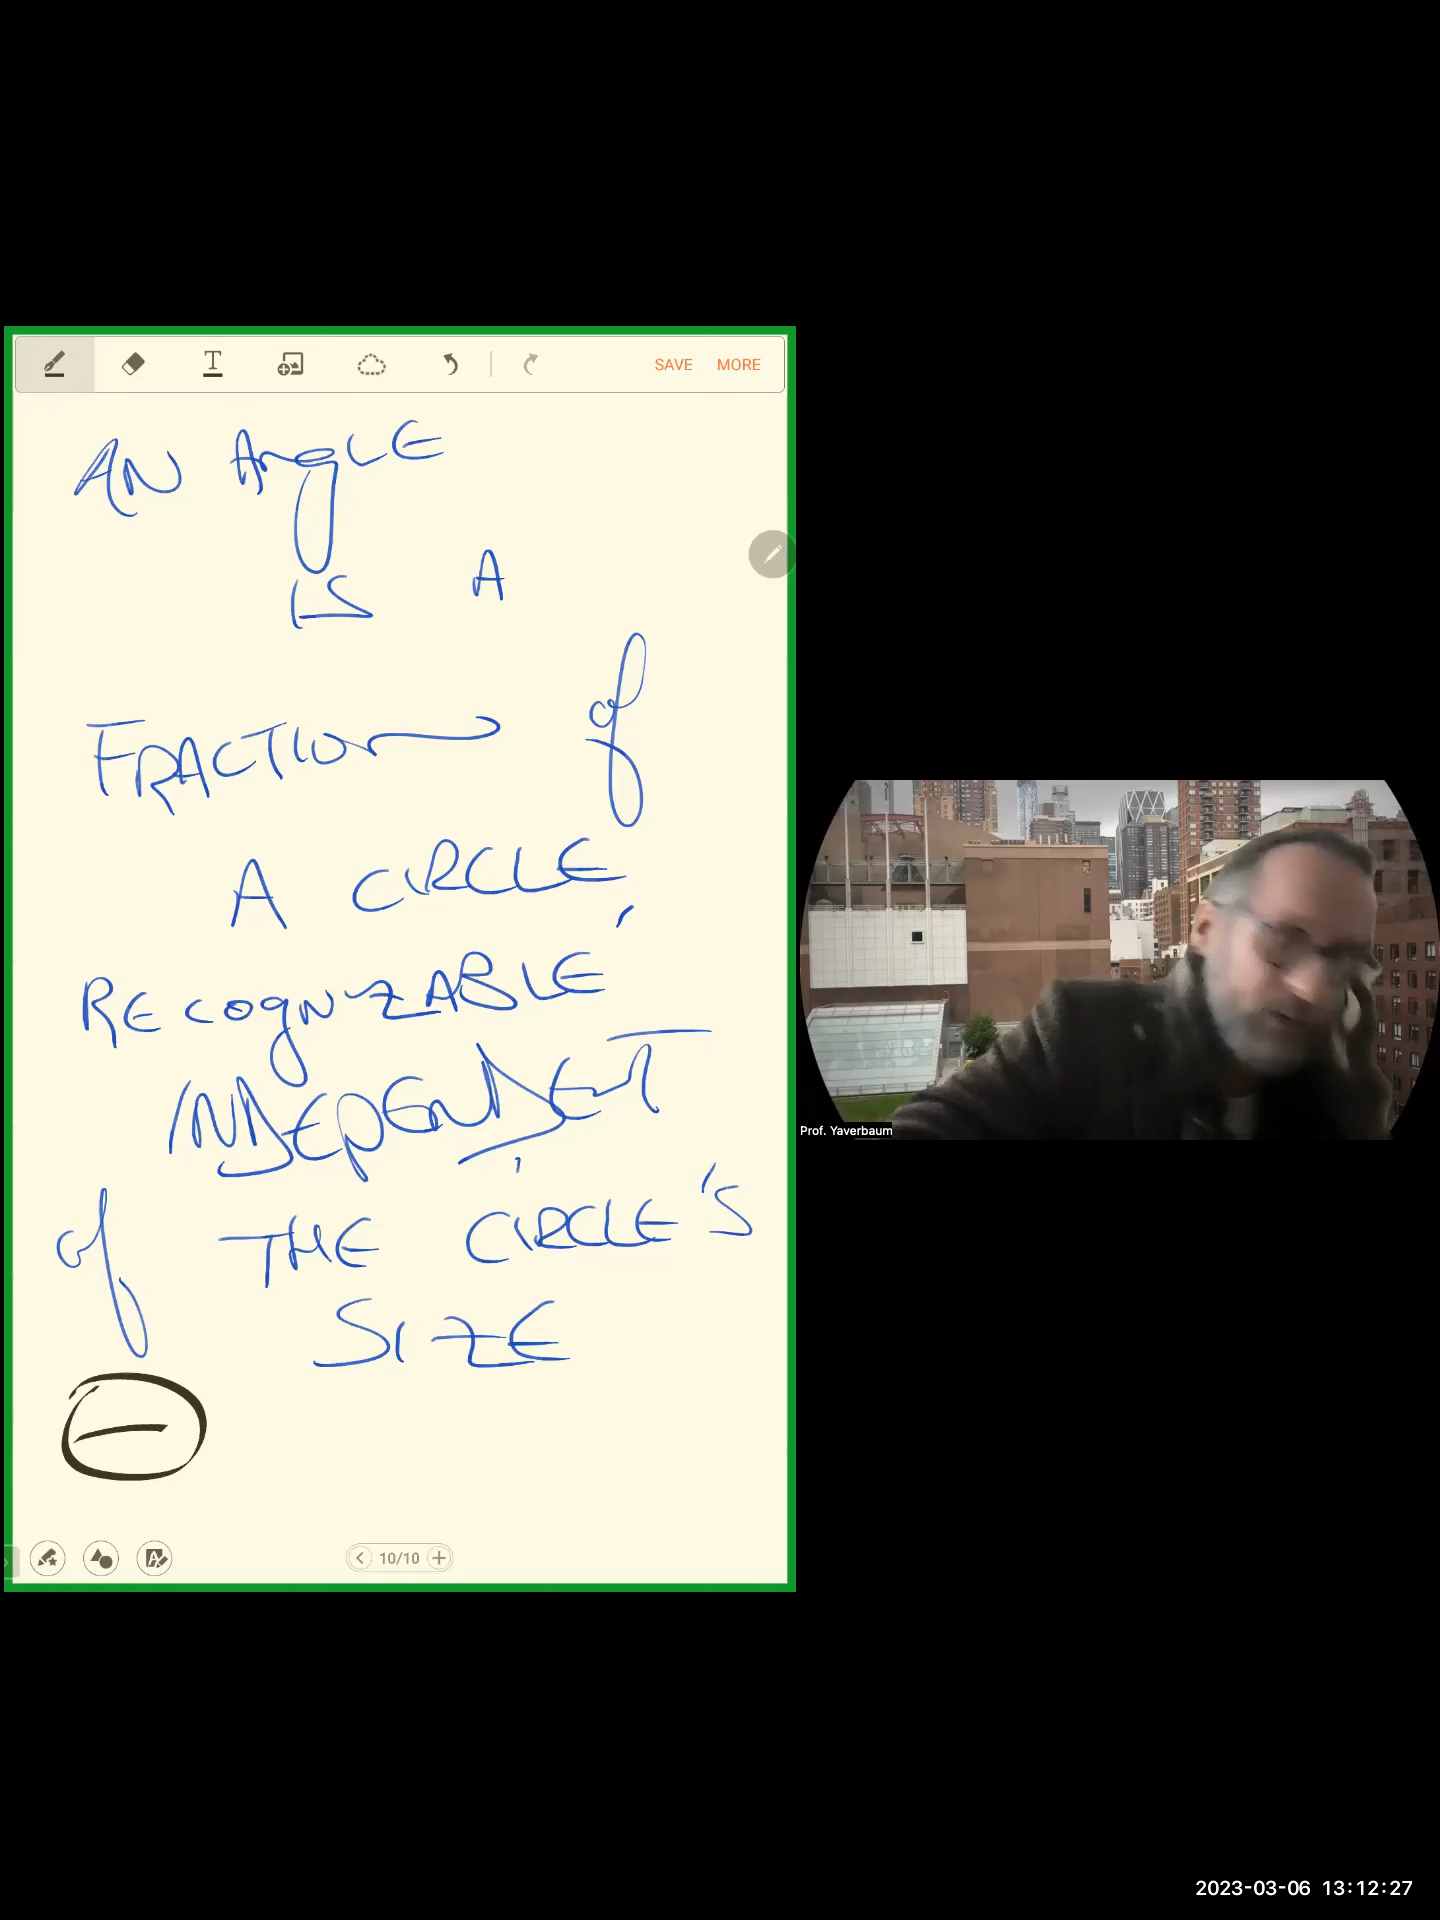 SAVE MORE
AN AngLE
IS A
FRACTION of
A CIRCLE,
RECOgNIZABLE
INDEPENDENT
of THE CIRCLE'S
SIZE
Θ
10/10
Prof. Yaverbaum
2023-03-06 13:12:27